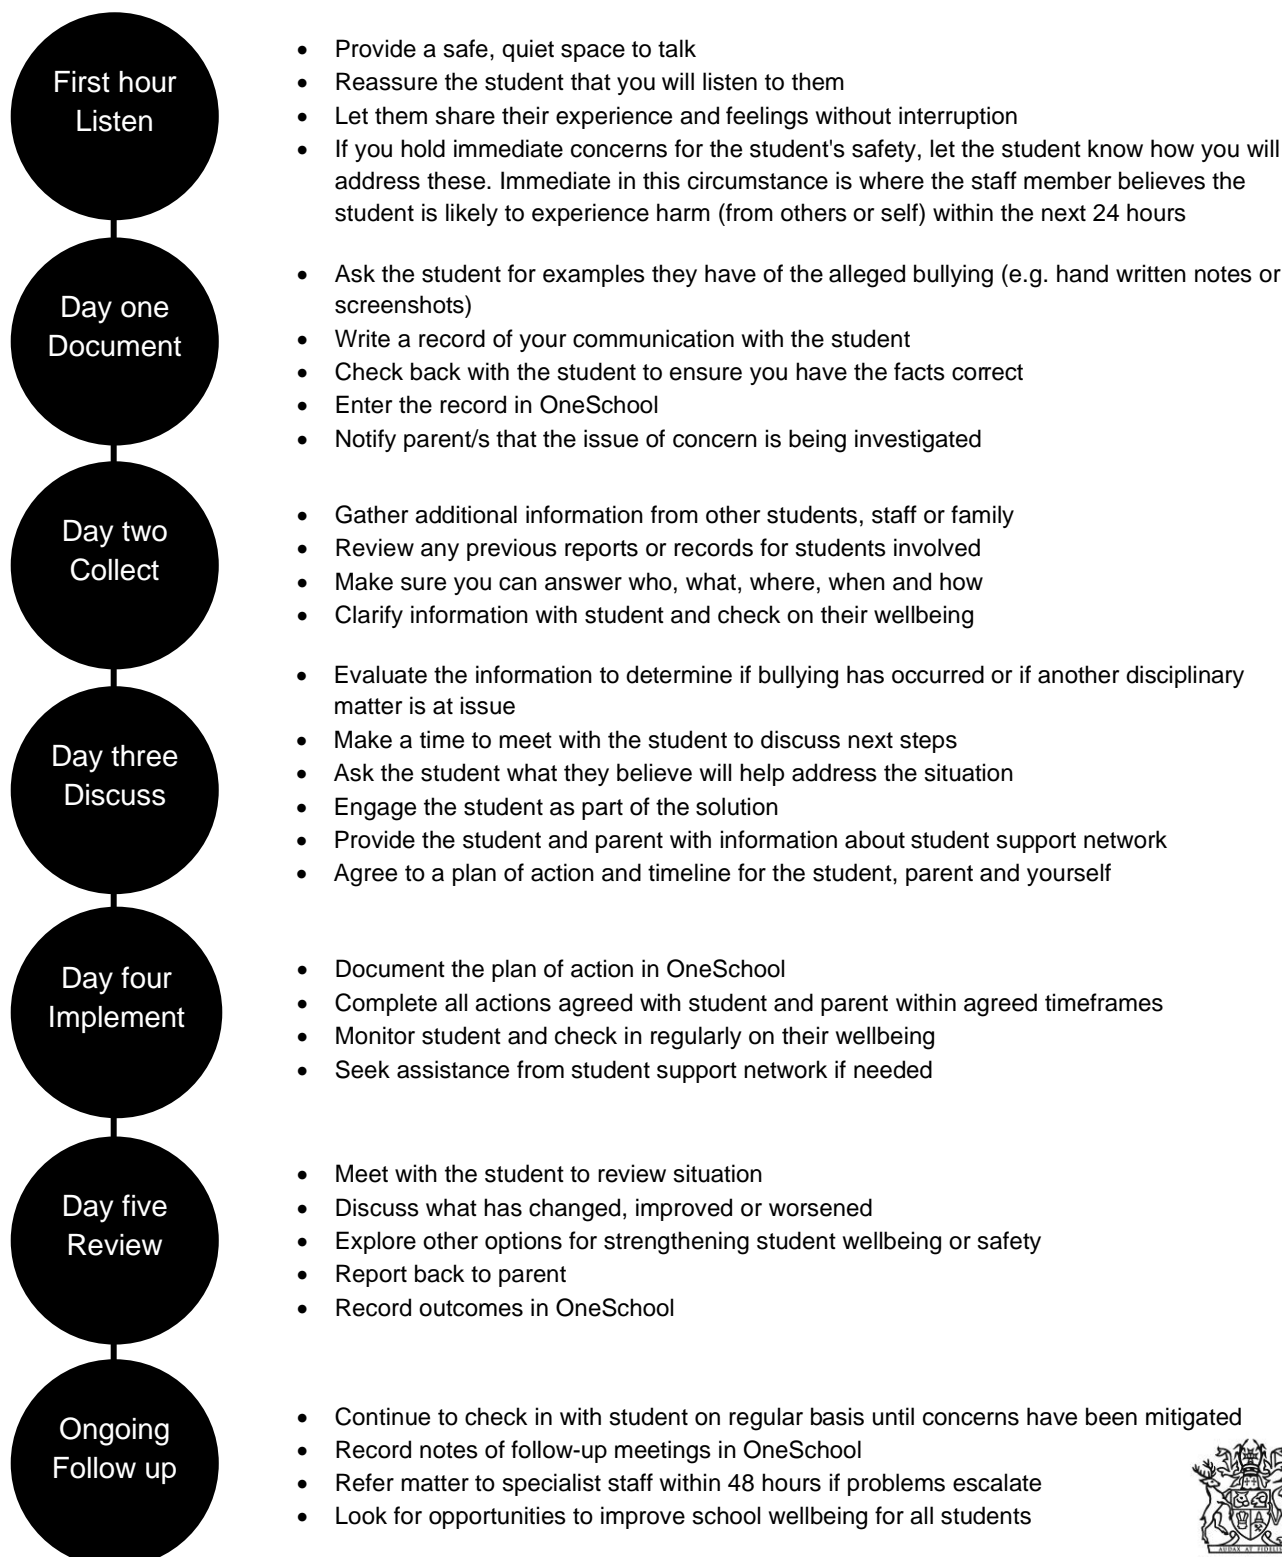 First hour
Listen
• Provide a safe, quiet space to talk
• Reassure the student that you will listen to them
• Let them share their experience and feelings without interruption
• If you hold immediate concerns for the student's safety, let the student know how you will
address these. Immediate in this circumstance is where the staff member believes the
student is likely to experience harm (from others or self) within the next 24 hours
Day one
Document
• Ask the student for examples they have of the alleged bullying (e.g. hand written notes or
screenshots)
• Write a record of your communication with the student
• Check back with the student to ensure you have the facts correct
• Enter the record in OneSchool
• Notify parent/s that the issue of concern is being investigated
Day two
Collect
• Gather additional information from other students, staff or family
• Review any previous reports or records for students involved
• Make sure you can answer who, what, where, when and how
• Clarify information with student and check on their wellbeing
Day three
Discuss
• Evaluate the information to determine if bullying has occurred or if another disciplinary
matter is at issue
• Make a time to meet with the student to discuss next steps
• Ask the student what they believe will help address the situation
• Engage the student as part of the solution
• Provide the student and parent with information about student support network
• Agree to a plan of action and timeline for the student, parent and yourself
Day four
Implement
• Document the plan of action in OneSchool
• Complete all actions agreed with student and parent within agreed timeframes
• Monitor student and check in regularly on their wellbeing
• Seek assistance from student support network if needed
Day five
Review
• Meet with the student to review situation
• Discuss what has changed, improved or worsened
• Explore other options for strengthening student wellbeing or safety
• Report back to parent
• Record outcomes in OneSchool
Ongoing
Follow up
• Continue to check in with student on regular basis until concerns have been mitigated
• Record notes of follow-up meetings in OneSchool
• Refer matter to specialist staff within 48 hours if problems escalate
• Look for opportunities to improve school wellbeing for all students
AUDAX AT